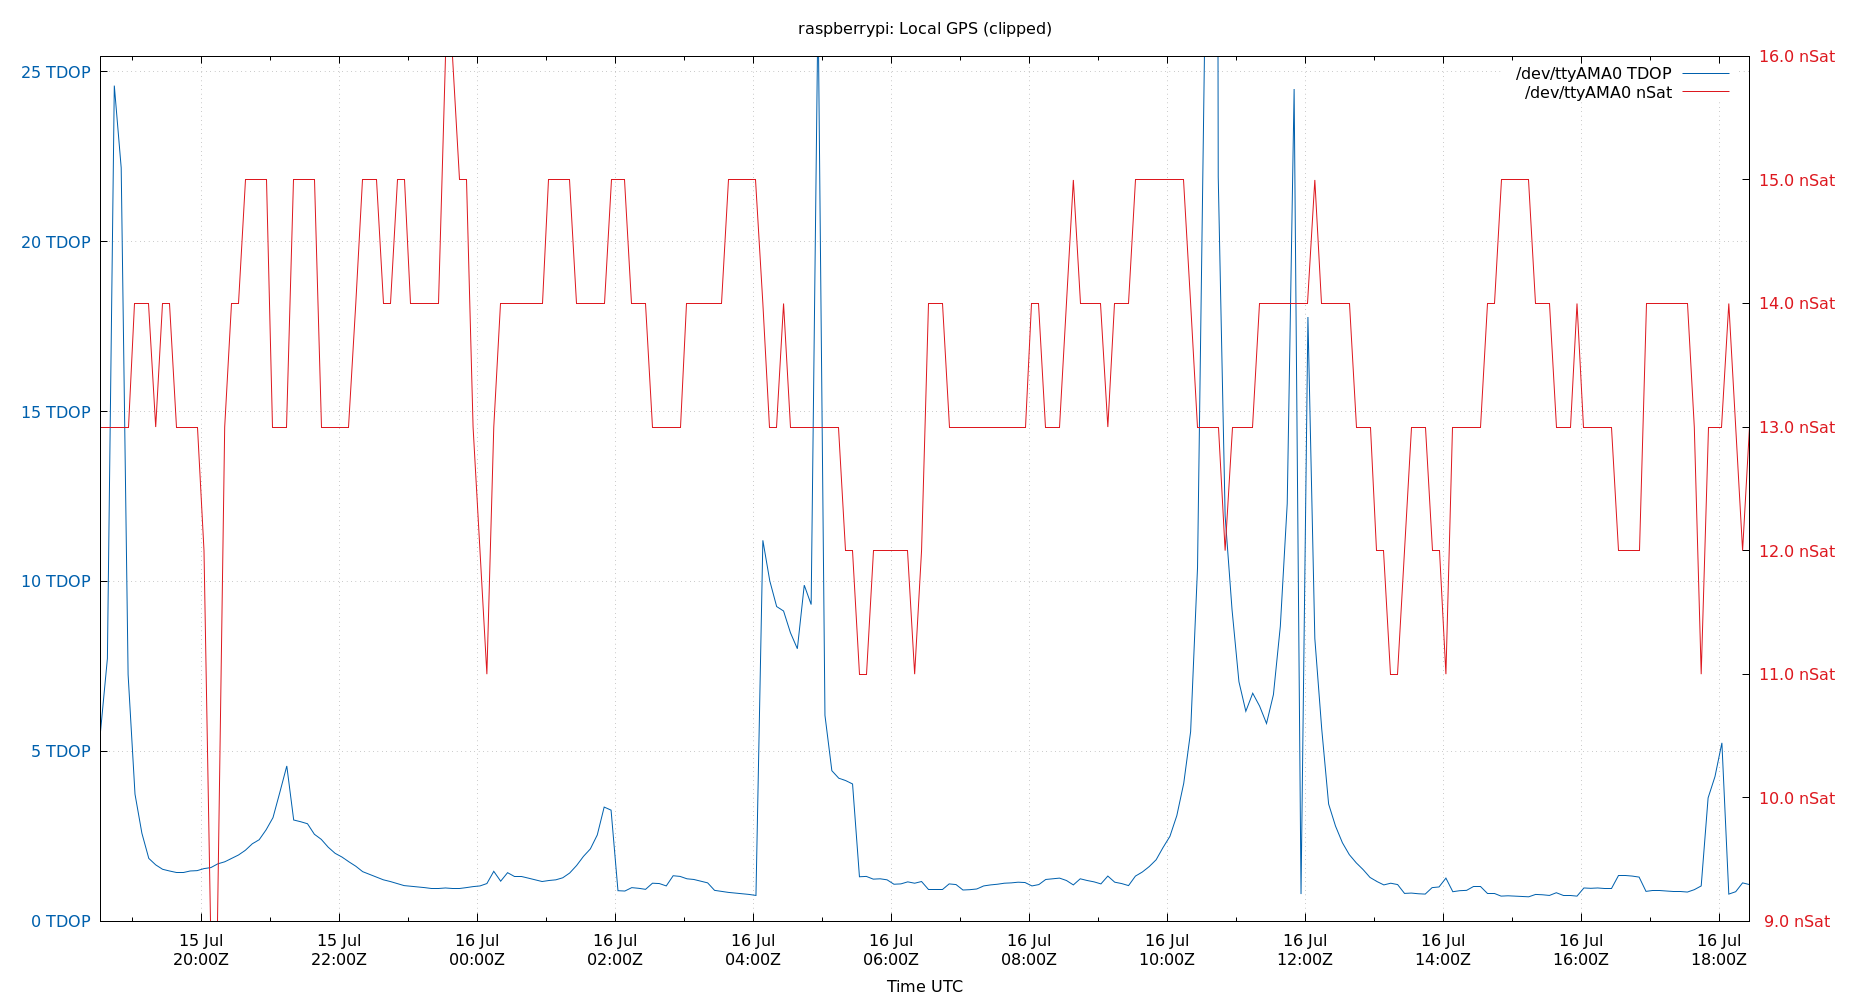 raspberrypi: Local GPS (clipped)
/dev/ttyAMA0 TDOP
/dev/ttyAMA0 nSat
25 TDOP
20 TDOP
15 TDOP
10 TDOP
5 TDOP
0 TDOP
16.0 nSat
15.0 nSat
14.0 nSat
13.0 nSat
12.0 nSat
11.0 nSat
10.0 nSat
9.0 nSat
15 Jul
20:00Z
15 Jul
22:00Z
16 Jul
00:00Z
16 Jul
02:00Z
16 Jul
04:00Z
16 Jul
06:00Z
16 Jul
08:00Z
16 Jul
10:00Z
16 Jul
12:00Z
16 Jul
14:00Z
16 Jul
16:00Z
16 Jul
18:00Z
Time UTC